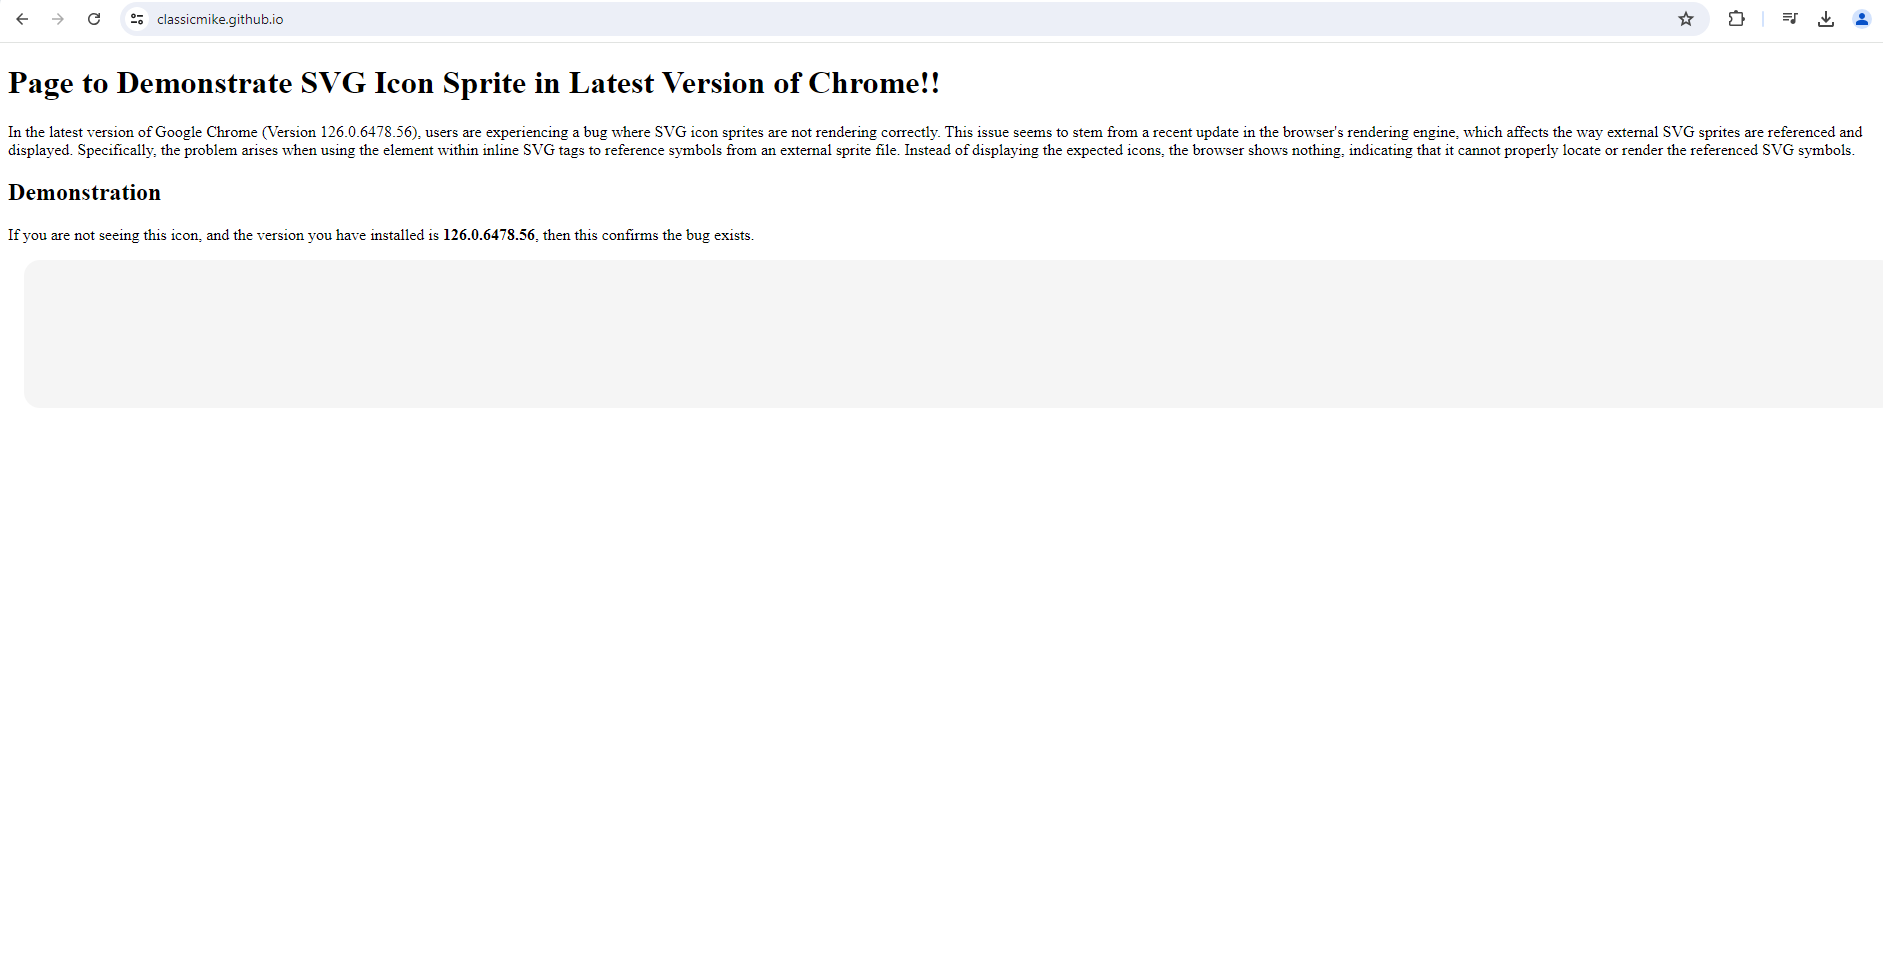 classicmike.github.io
Page to Demonstrate SVG Icon Sprite in Latest Version of Chrome!!
In the latest version of Google Chrome (Version 126.0.6478.56), users are experiencing a bug where SVG icon sprites are not rendering correctly. This issue seems to stem from a recent update in the browser's rendering engine, which affects the way external SVG sprites are referenced and
displayed. Specifically, the problem arises when using the element within inline SVG tags to reference symbols from an external sprite file. Instead of displaying the expected icons, the browser shows nothing, indicating that it cannot properly locate or render the referenced SVG symbols.
Demonstration
If you are not seeing this icon, and the version you have installed is 126.0.6478.56, then this confirms the bug exists.